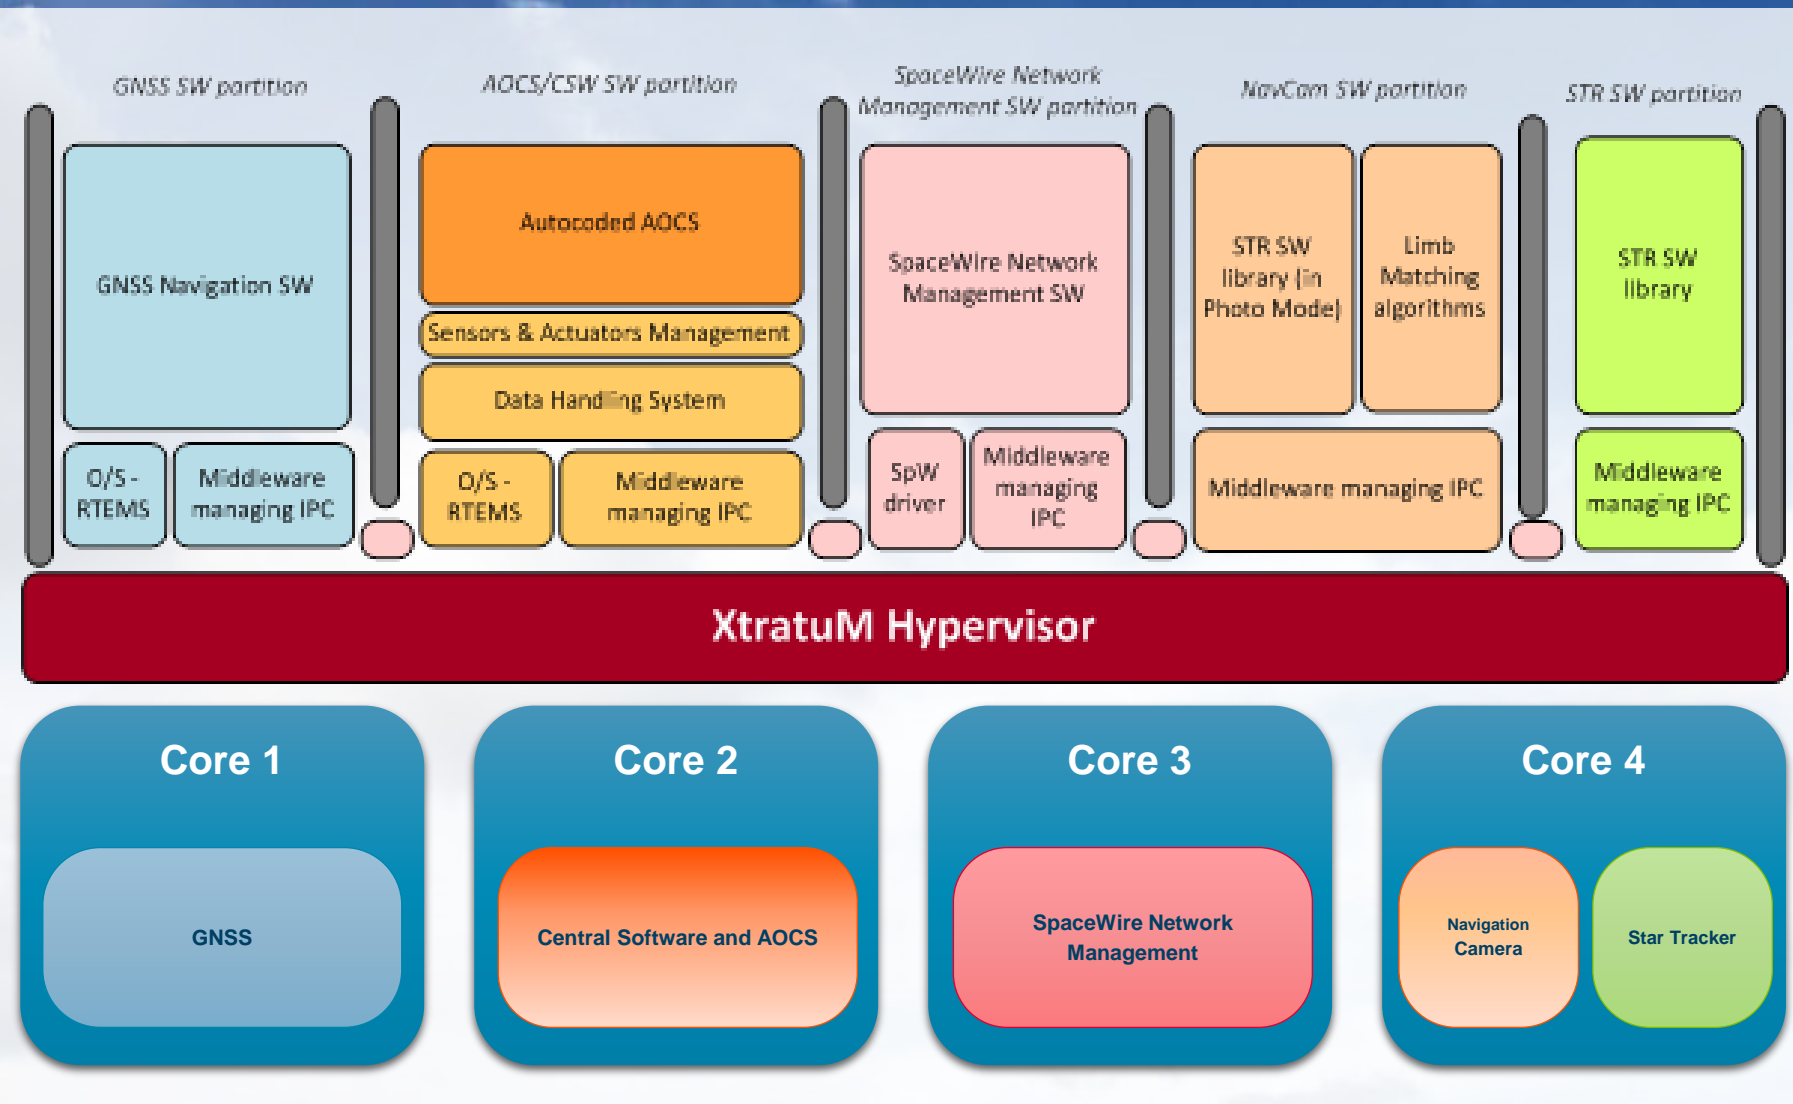 GNSS SW partition
AOCS/CSW SW partition
SpaceWire Network
Management SW partition
NavCam SW partition
STR SW partition
GNSS Navigation SW
O/S -
RTEMS
Middleware
managing IPC
Autocoded AOCS
Sensors & Actuators Management
Data Handling System
O/S -
RTEMS
Middleware
managing IPC
SpaceWire Network
Management SW
SpW
driver
Middleware
managing
IPC
STR SW
library (in
Photo Mode)
Limb
Matching
algorithms
Middleware managing IPC
STR SW
library
Middleware
managing IPC
XtratuM Hypervisor
Core 1
GNSS
Core 2
Central Software and AOCS
Core 3
SpaceWire Network
Management
Core 4
Navigation
Camera
Star Tracker